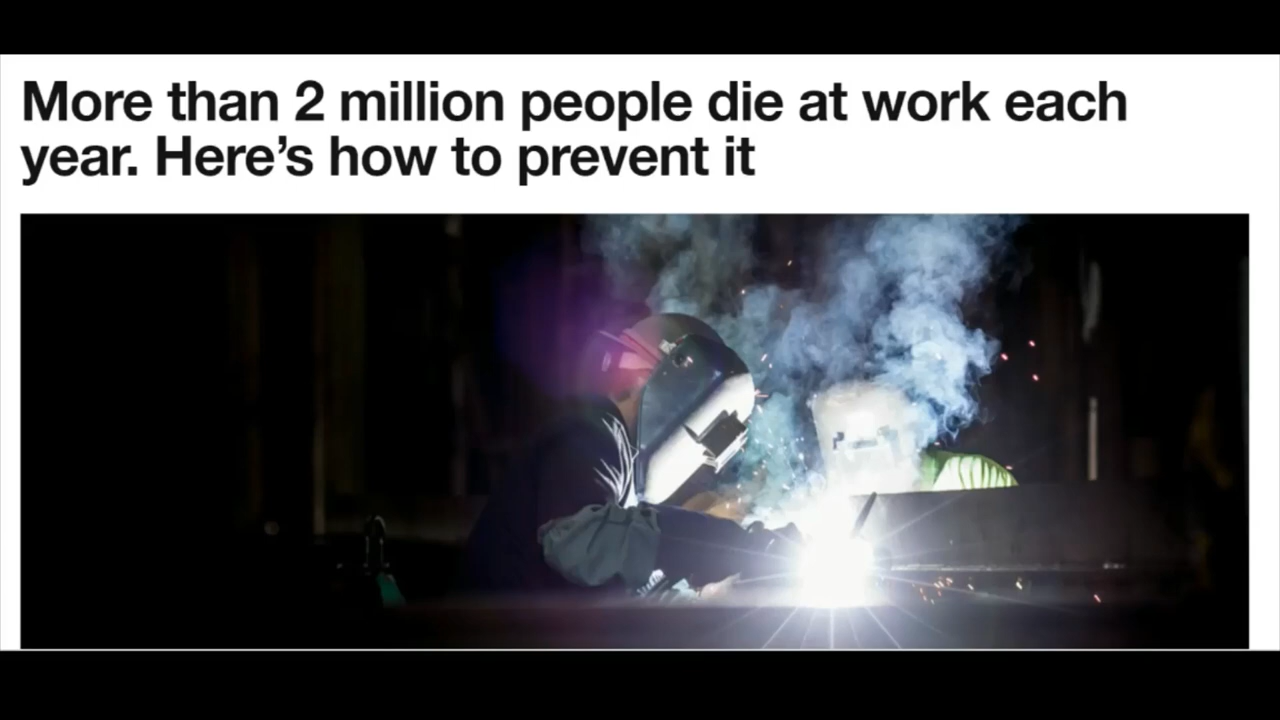 More than 2 million people die at work each
year. Here’s how to prevent it